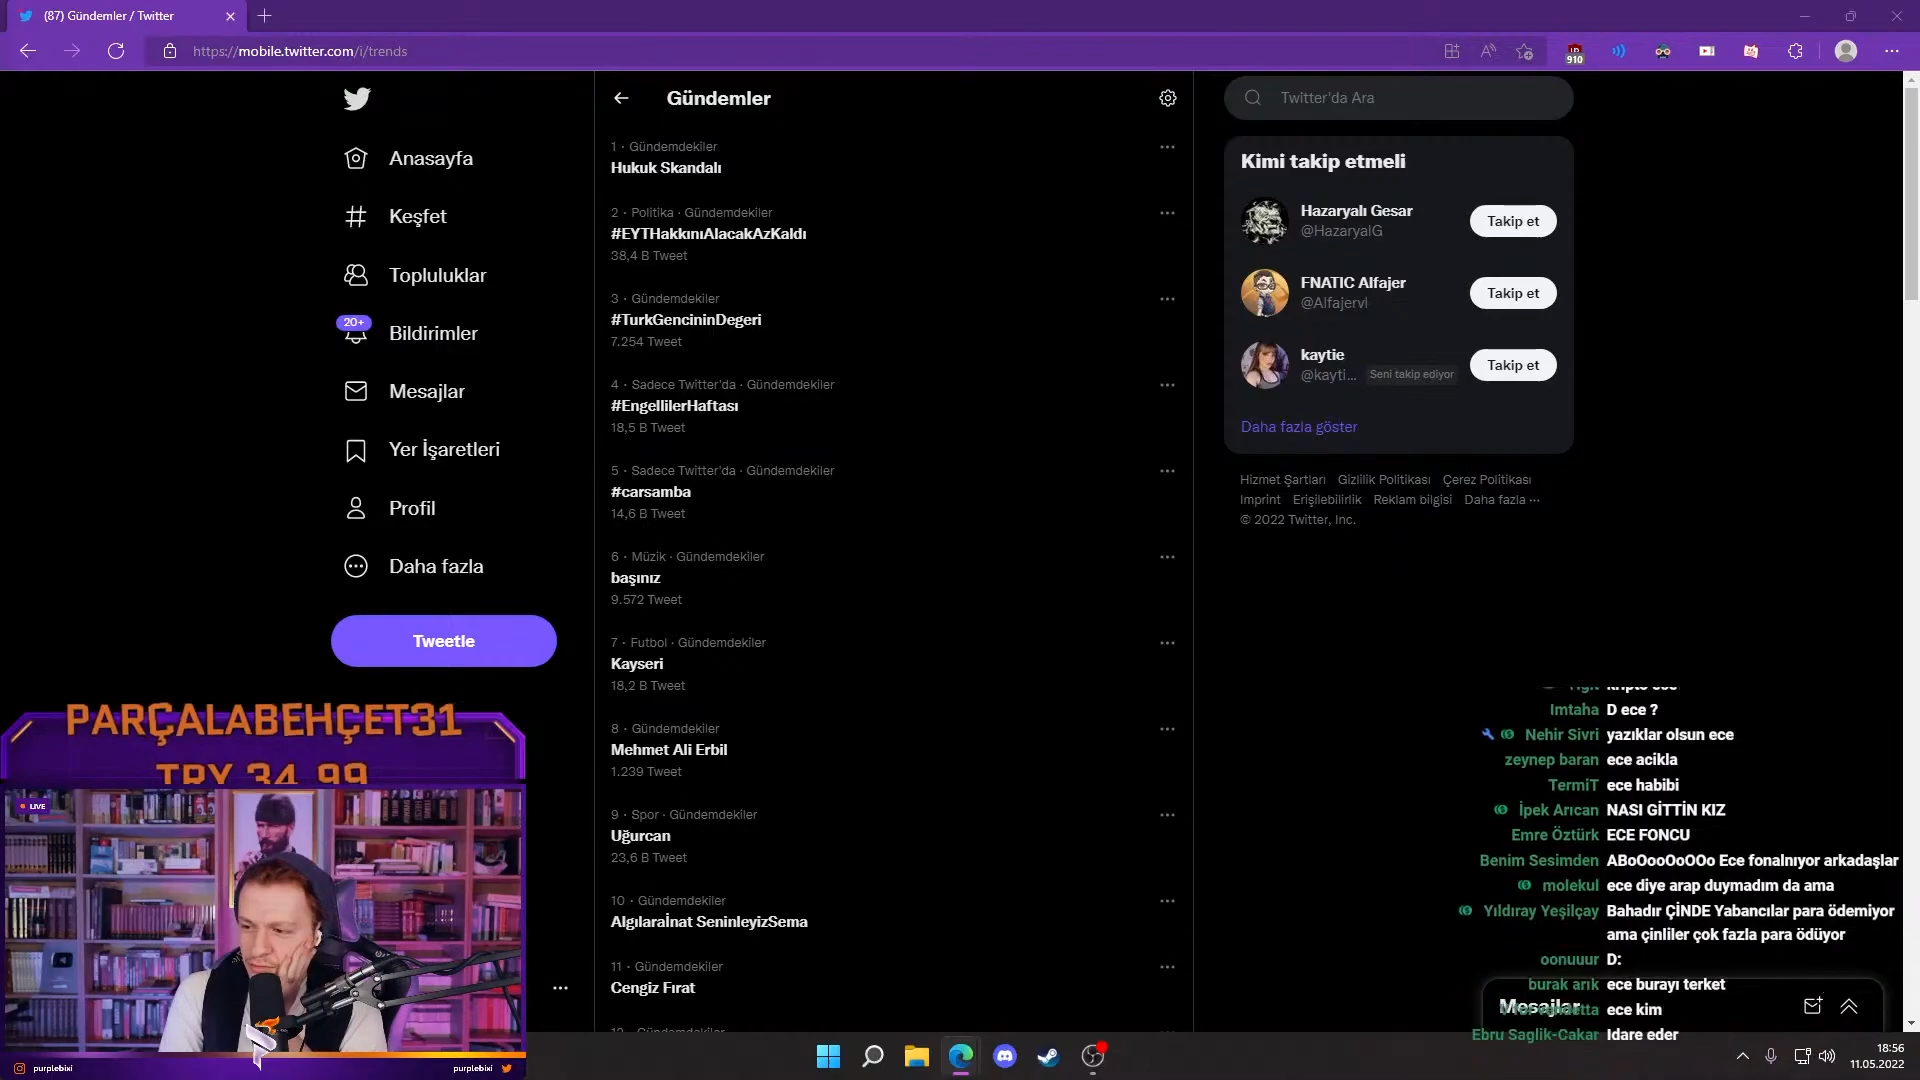 (87) Gündemler / Twitter
https://mobile.twitter.com/i/trends
910
Anasayfa
Keşfet
Topluluklar
20+
Bildirimler
Mesajlar
Yer İşaretleri
Profil
Daha fazla
Tweetle
Gündemler
1 · Gündemdekiler
Hukuk Skandalı
2 · Politika · Gündemdekiler
#EYTHakkınıAlacakAzKaldı
38,4 B Tweet
3 · Gündemdekiler
#TurkGencininDegeri
7.254 Tweet
4 · Sadece Twitter'da · Gündemdekiler
#EngellilerHaftası
18,5 B Tweet
5 · Sadece Twitter'da · Gündemdekiler
#carsamba
14,6 B Tweet
6 · Müzik · Gündemdekiler
başınız
9.572 Tweet
7 · Futbol · Gündemdekiler
Kayseri
18,2 B Tweet
8 · Gündemdekiler
Mehmet Ali Erbil
1.239 Tweet
9 · Spor · Gündemdekiler
Uğurcan
23,6 B Tweet
10 · Gündemdekiler
Algılaraİnat SeninleyizSema
11 · Gündemdekiler
Cengiz Fırat
12 · Gündemdekiler
Twitter'da Ara
Kimi takip etmeli
Hazaryalı Gesar
@HazaryalG
Takip et
FNATIC Alfajer
@Alfajervl
Takip et
kaytie
@kayti... Seni takip ediyor
Takip et
Daha fazla göster
Hizmet Şartları Gizlilik Politikası Çerez Politikası
Imprint Erişilebilirlik Reklam bilgisi Daha fazla ···
© 2022 Twitter, Inc.
Imtaha D ece ?
Nehir Sivri yazıklar olsun ece
zeynep baran ece acikla
TermiT ece habibi
İpek Arıcan NASI GİTTİN KIZ
Emre Öztürk ECE FONCU
Benim Sesimden ABoOooOoOOo Ece fonalnıyor arkadaşlar
molekul ece diye arap duymadım da ama
Yıldıray Yeşilçay Bahadır ÇİNDE Yabancılar para ödemiyor
ama çinliler çok fazla para ödüyor
oonuuur D:
burak arık ece burayı terket
ece kim
Mesajlar
Ebru Saglik-Cakar Idare eder
PARÇALABEHÇET31
TRY 34,99
LIVE
purplebixi
purplebixi
18:56
11.05.2022